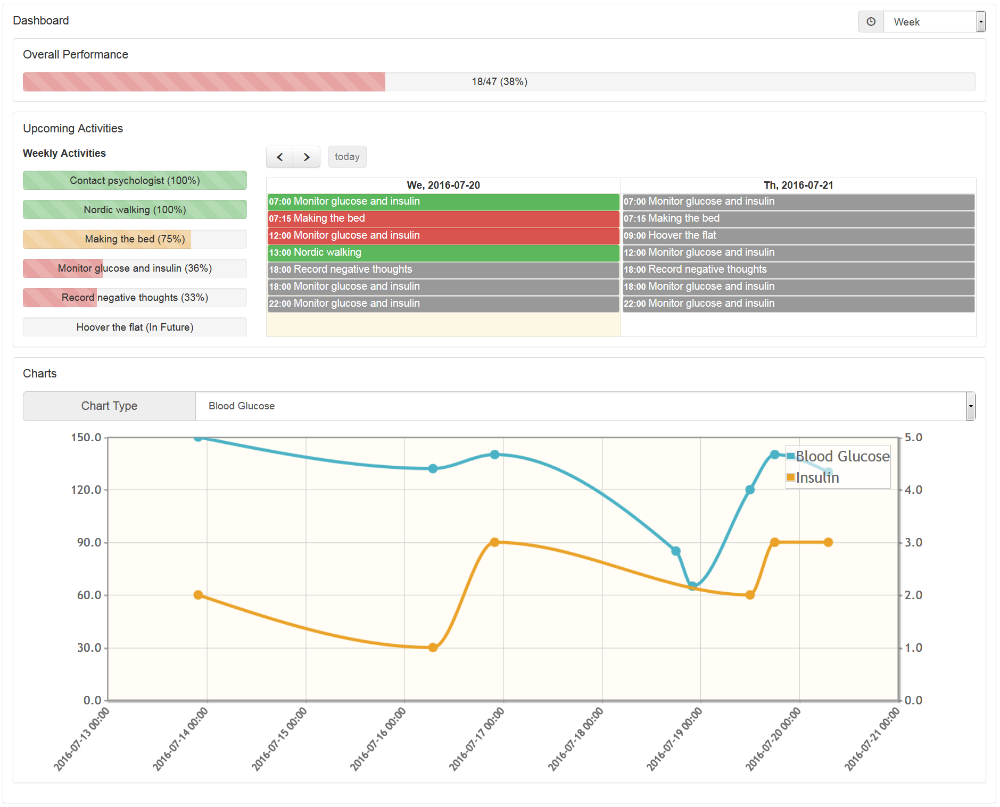 Dashboard
Week
Overall Performance
18/47 (38%)
Upcoming Activities
Weekly Activities
Contact psychologist (100%)
Nordic walking (100%)
Making the bed (75%)
Monitor glucose and insulin (36%)
Record negative thoughts (33%)
Hoover the flat (In Future)
today
We, 2016-07-20
07:00 Monitor glucose and insulin
07:15 Making the bed
12:00 Monitor glucose and insulin
13:00 Nordic walking
18:00 Record negative thoughts
18:00 Monitor glucose and insulin
22:00 Monitor glucose and insulin
Th, 2016-07-21
07:00 Monitor glucose and insulin
07:15 Making the bed
09:00 Hoover the flat
12:00 Monitor glucose and insulin
18:00 Record negative thoughts
18:00 Monitor glucose and insulin
22:00 Monitor glucose and insulin
Charts
Chart Type
Blood Glucose
150.0
120.0
90.0
60.0
30.0
0.0
5.0
4.0
3.0
2.0
1.0
0.0
Blood Glucose
Insulin
2016-07-13 00:00
2016-07-14 00:00
2016-07-15 00:00
2016-07-16 00:00
2016-07-17 00:00
2016-07-18 00:00
2016-07-19 00:00
2016-07-20 00:00
2016-07-21 00:00